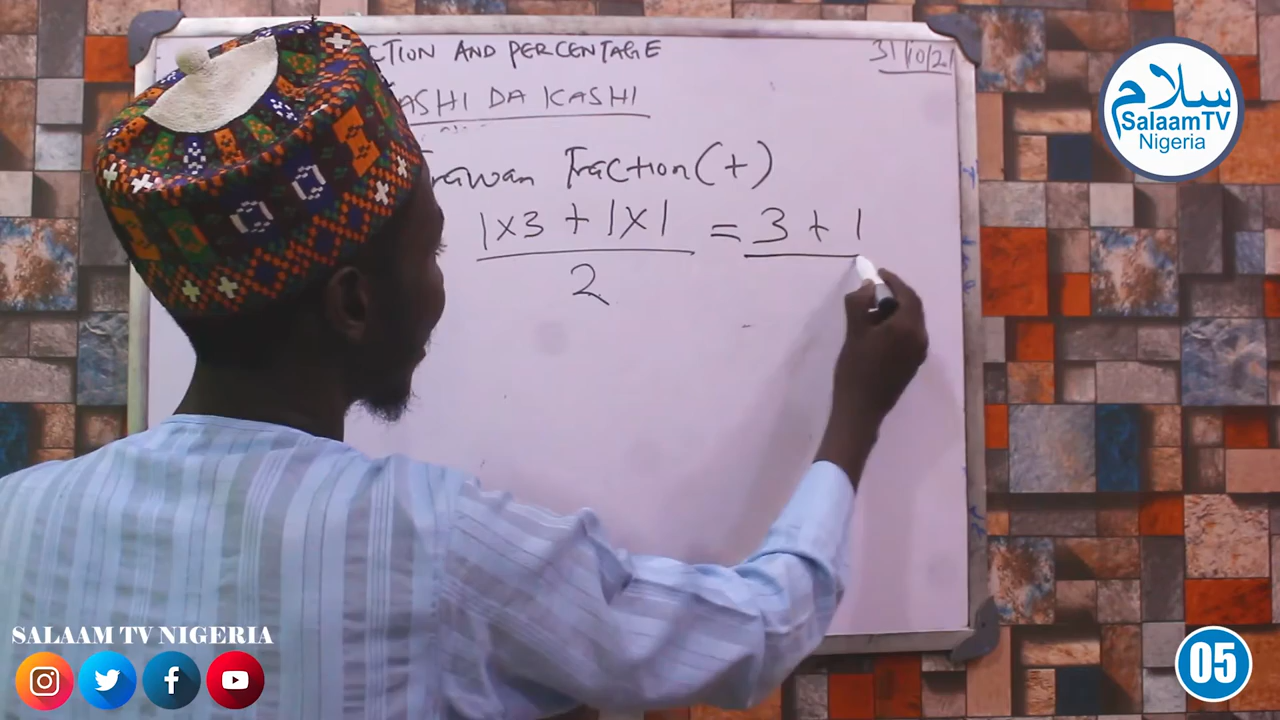 CTION AND PERCENTAGE
31/10/21
ASHI DA KASHI
rawan Fraction (+)
1x3 + 1x1 = 3 + 1
2
سلام
SalaamTV
Nigeria
SALAAM TV NIGERIA
05